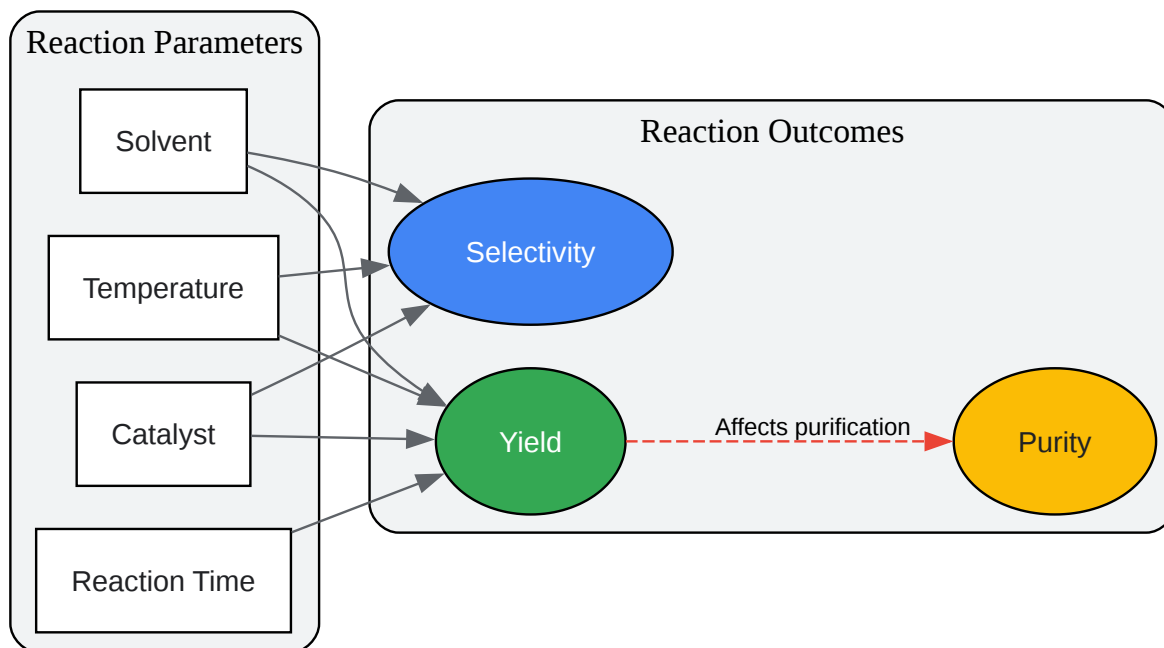 Reaction Parameters
Solvent
Temperature
Catalyst
Reaction Time
Reaction Outcomes
Selectivity
Yield
Affects purification
Purity